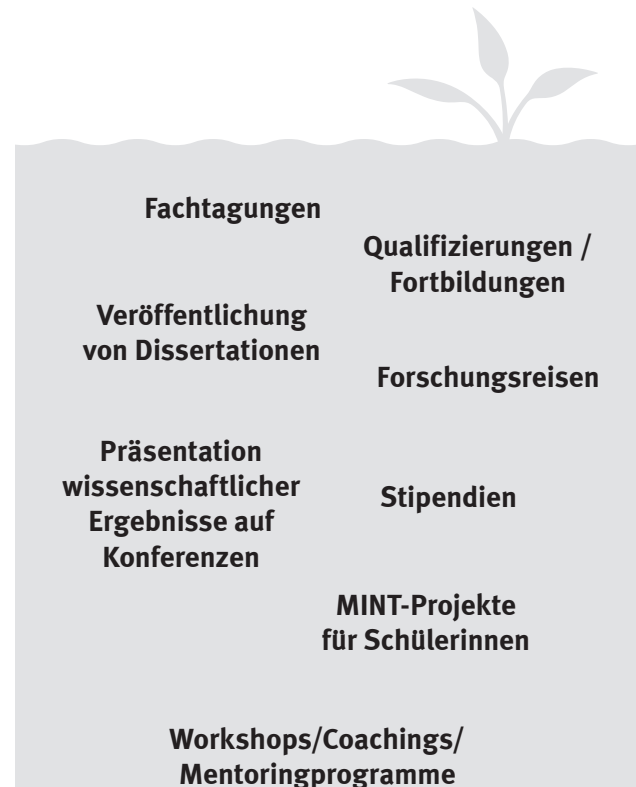 Fachtagungen
Qualifizierungen /
Fortbildungen
Veröffentlichung
von Dissertationen
Forschungsreisen
Präsentation
wissenschaftlicher
Ergebnisse auf
Konferenzen
Stipendien
MINT-Projekte
für Schülerinnen
Workshops/Coachings/
Mentoringprogramme